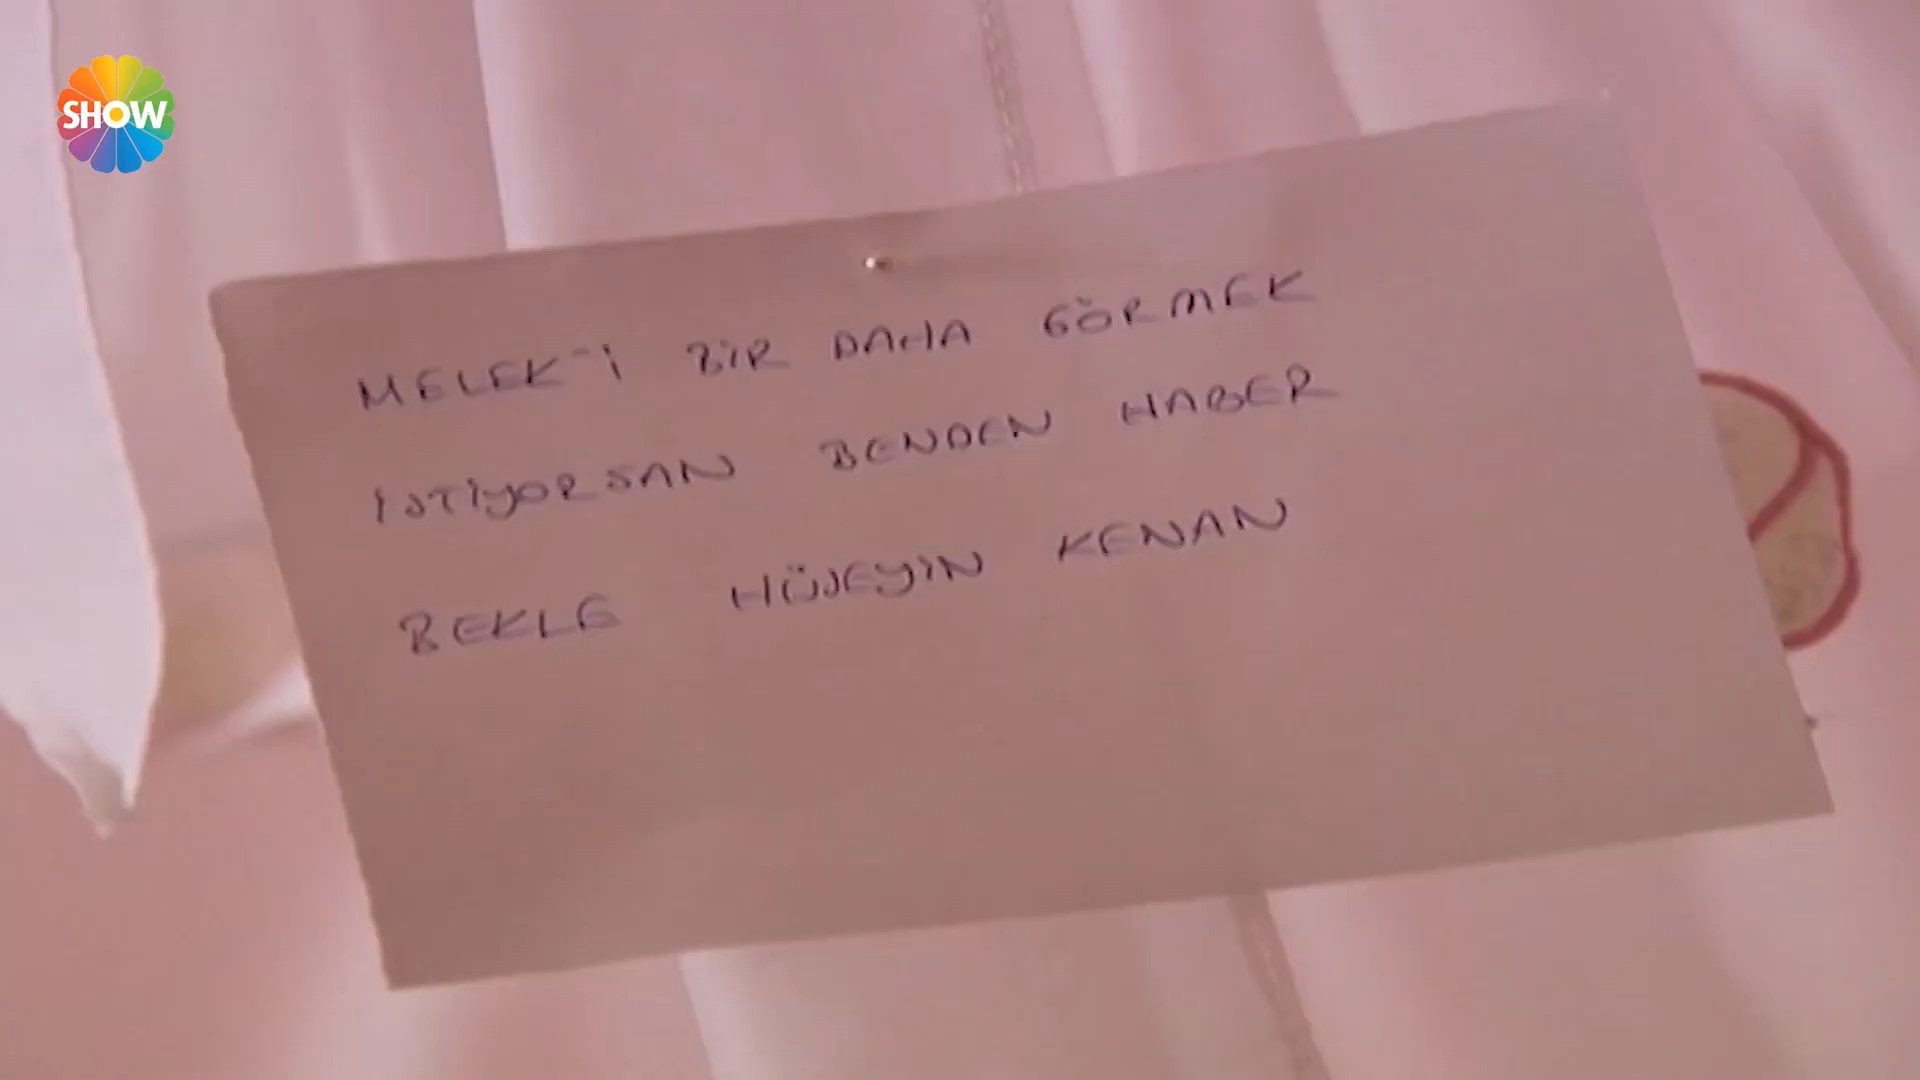 SHOW
MELEK'İ BİR DAHA GÖRMEK
İSTİYORSAN BENDEN HABER
BEKLE HÜSEYİN KENAN